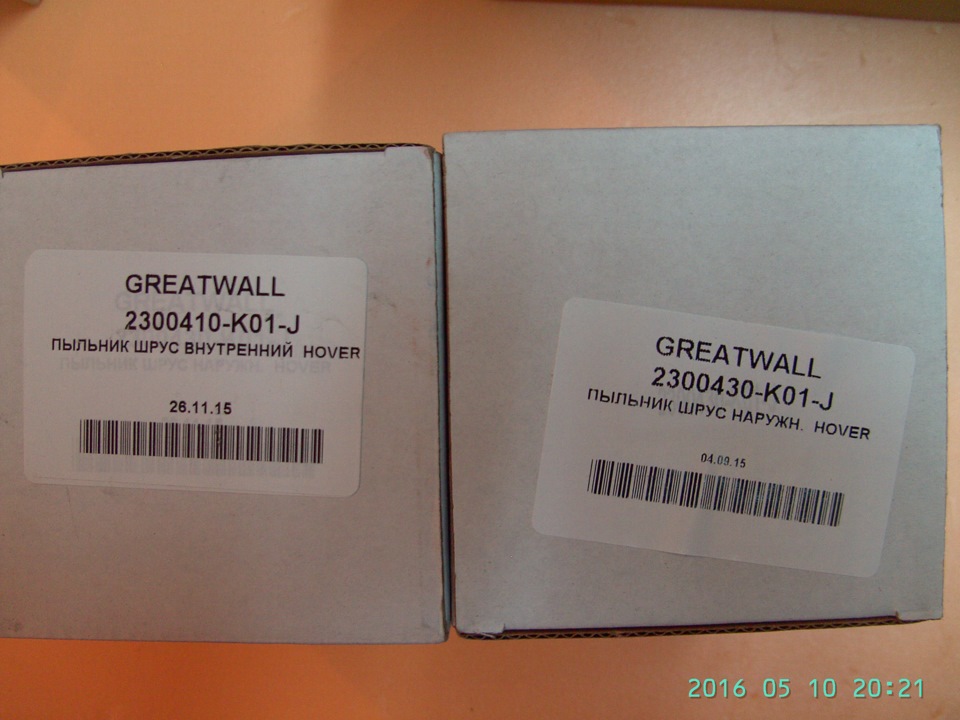 GREATWALL
2300410-K01-J
ПЫЛЬНИК ШРУС ВНУТРЕННИЙ HOVER
26.11.15
GREATWALL
2300430-K01-J
ПЫЛЬНИК ШРУС НАРУЖН. HOVER
04.09.15
2016 05 10 20:21